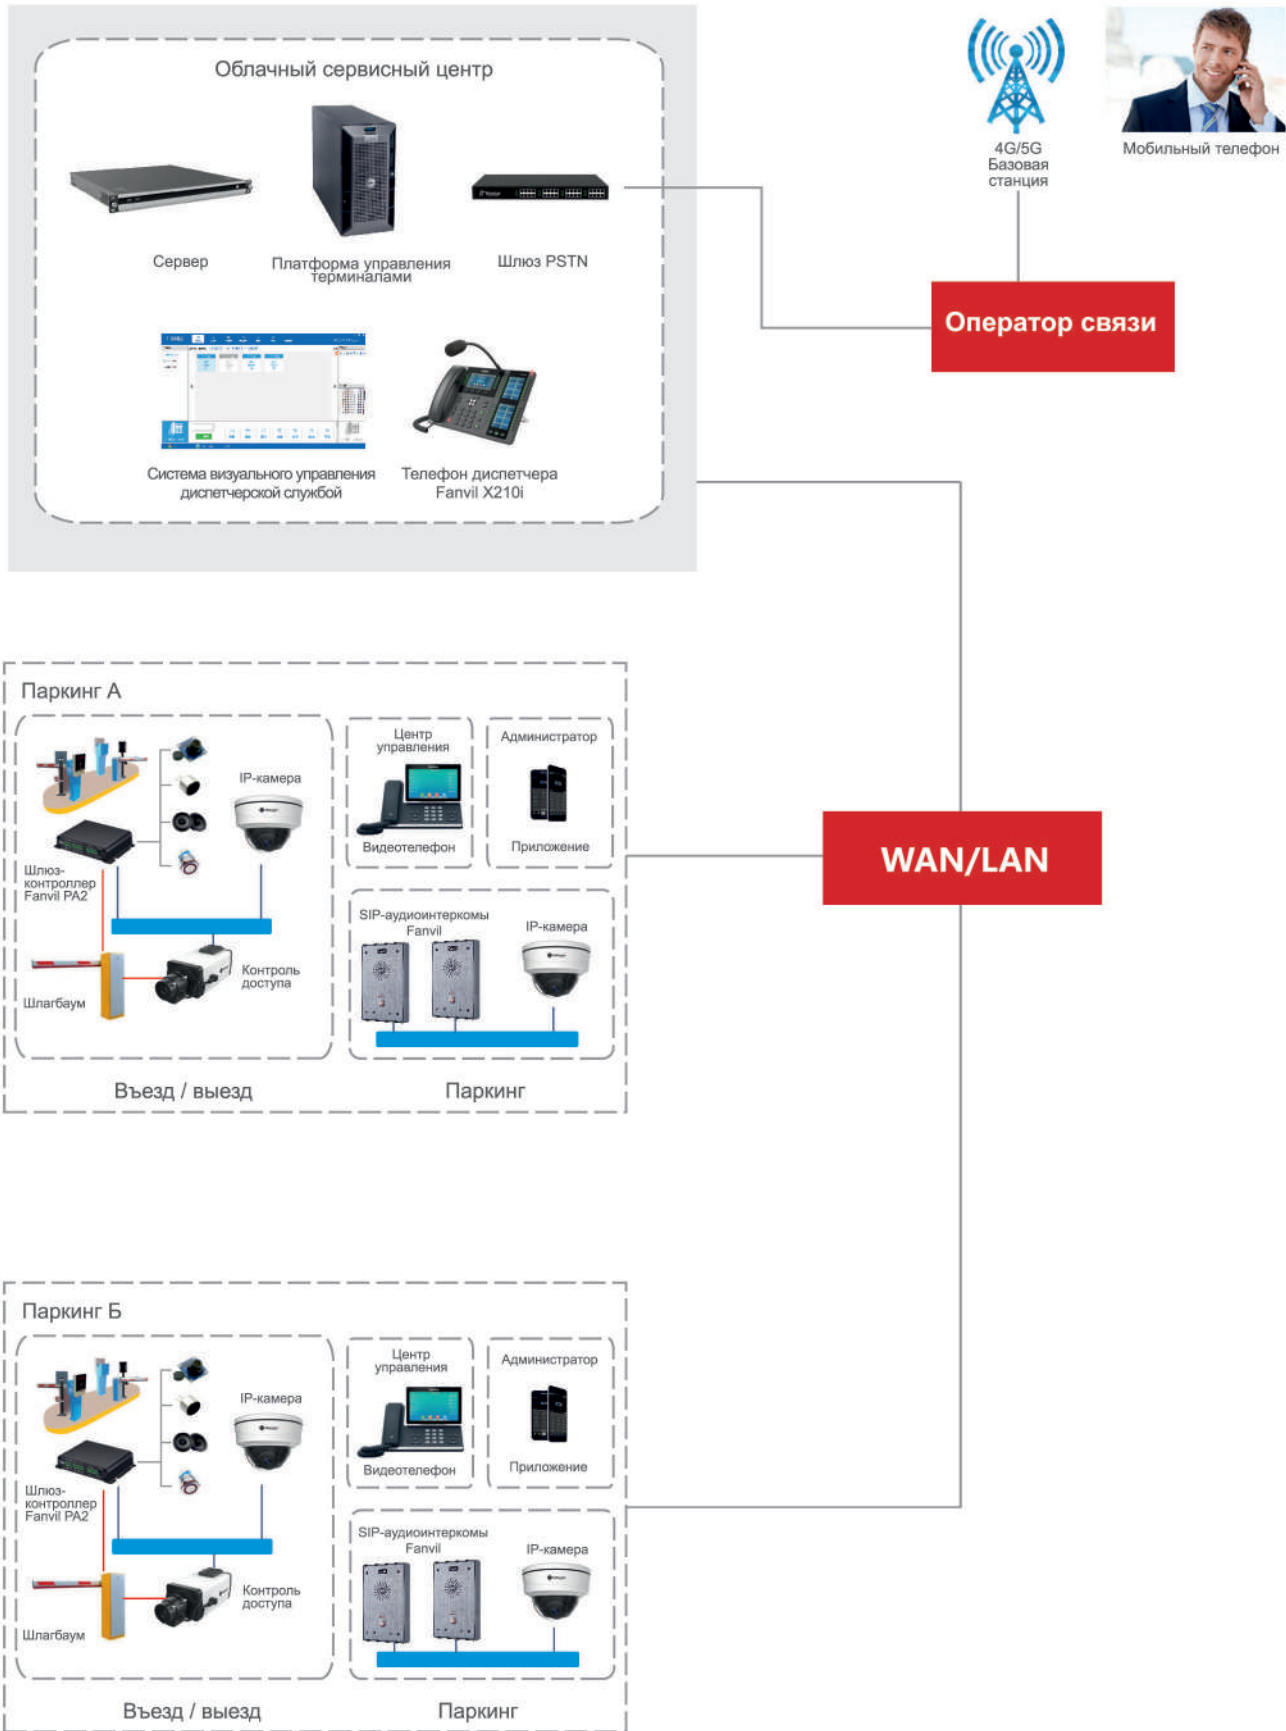 Облачный сервисный центр
4G/5G
Базовая
станция
Мобильный телефон
Сервер
Платформа управления
терминалами
Шлюз PSTN
Оператор связи
Система визуального управления
диспетчерской службой
Телефон диспетчера
Fanvil X210i
WAN/LAN
Паркинг А
IP-камера
Шлюз-
контроллер
Fanvil PA2
Контроль
доступа
Шлагбаум
Въезд / выезд
Центр
управления
Видеотелефон
Администратор
Приложение
SIP-аудиоинтеркомы
Fanvil
IP-камера
Паркинг
Паркинг Б
IP-камера
Шлюз-
контроллер
Fanvil PA2
Контроль
доступа
Шлагбаум
Въезд / выезд
Центр
управления
Видеотелефон
Администратор
Приложение
SIP-аудиоинтеркомы
Fanvil
IP-камера
Паркинг